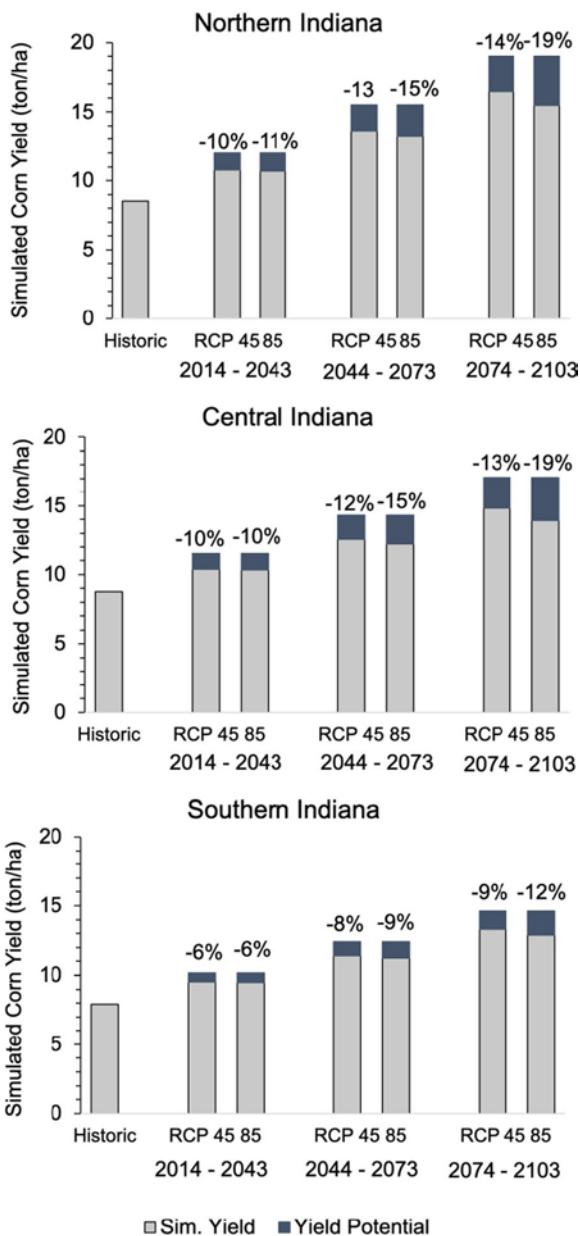 Northern Indiana
Simulated Corn Yield (ton/ha)
20
15
10
5
0
-10% -11%
-13 -15%
-14% -19%
Historic RCP 45 85 RCP 45 85 RCP 45 85
2014 - 2043 2044 - 2073 2074 - 2103
Central Indiana
Simulated Corn Yield (ton/ha)
20
15
10
5
0
-10% -10%
-12% -15%
-13% -19%
Historic RCP 45 85 RCP 45 85 RCP 45 85
2014 - 2043 2044 - 2073 2074 - 2103
Southern Indiana
Simulated Corn Yield (ton/ha)
20
15
10
5
0
-6% -6%
-8% -9%
-9% -12%
Historic RCP 45 85 RCP 45 85 RCP 45 85
2014 - 2043 2044 - 2073 2074 - 2103
Sim. Yield Yield Potential